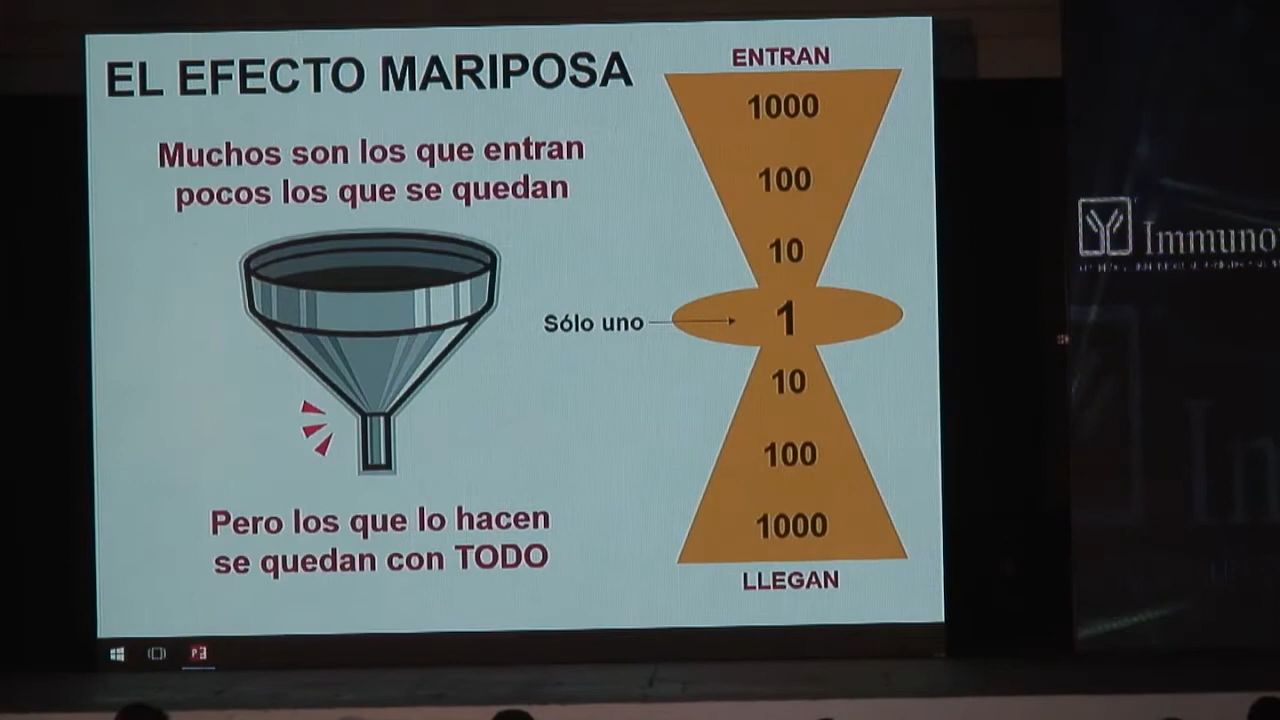 EL EFECTO MARIPOSA
Muchos son los que entran
pocos los que se quedan
Pero los que lo hacen
se quedan con TODO
ENTRAN
1000
100
10
Sólo uno
1
10
100
1000
LLEGAN